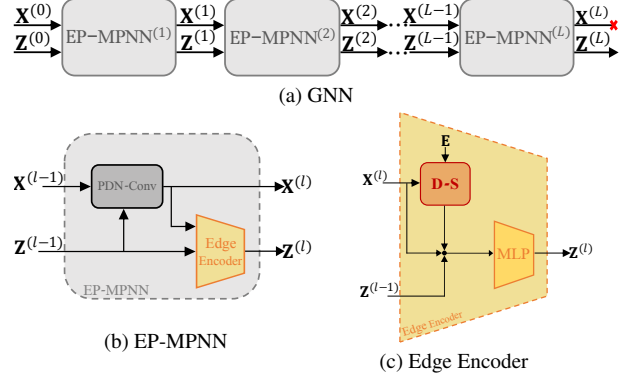 X^(0) X^(1) X^(2) X^(L-1) X^(L)
EP−MPNN^(1) EP−MPNN^(2) ... EP−MPNN^(L)
Z^(0) Z^(1) Z^(2) ... Z^(L-1) Z^(L)
(a) GNN
X^(l-1) PDN-Conv X^(l)
Z^(l-1) Edge Encoder Z^(l)
EP-MPNN
(b) EP-MPNN
E
X^(l) D-S
MLP Z^(l)
Z^(l-1)
Edge Encoder
(c) Edge Encoder